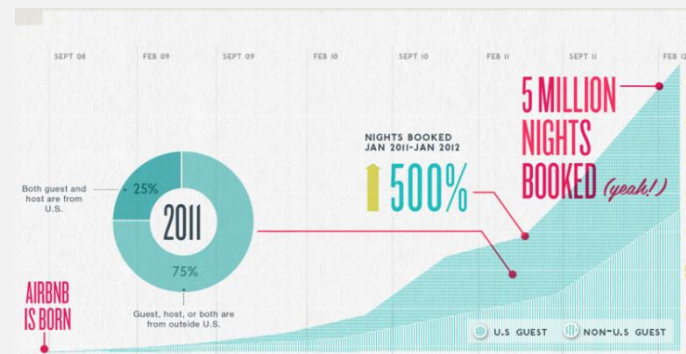 SEPT 08
FEB 09
SEPT 09
FEB 10
SEPT 10
FEB 11
SEPT 11
FEB 12
5 MILLION
NIGHTS
BOOKED (yeah!)
NIGHTS BOOKED
JAN 2011-JAN 2012
500%
Both guest and
host are from
U.S.
25%
2011
75%
Guest, host, or both are
from outside U.S.
AIRBNB
IS BORN
U.S GUEST
NON-U.S GUEST